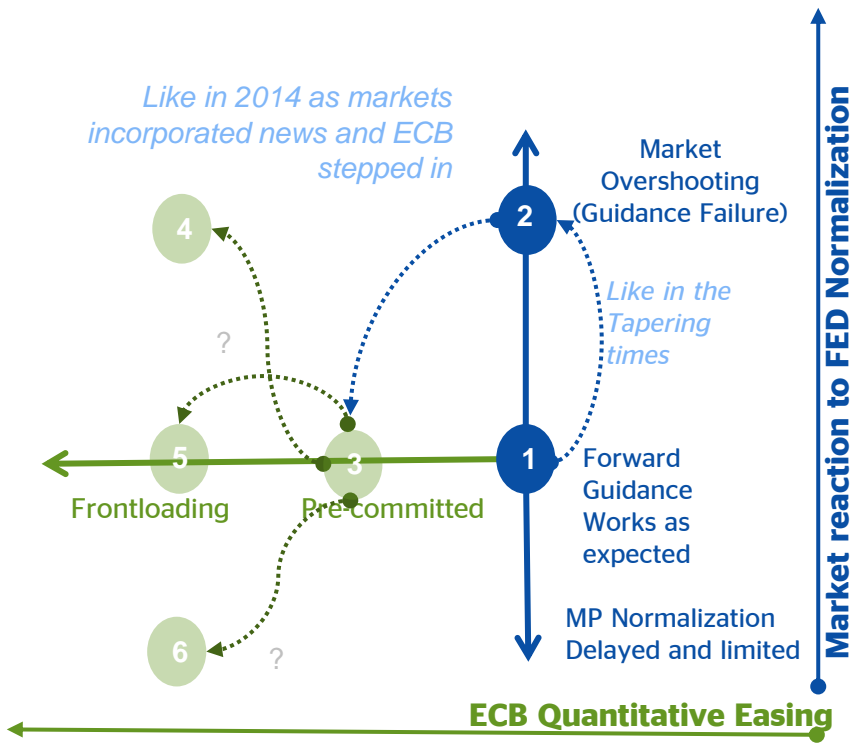 Like in 2014 as markets
incorporated news and ECB
stepped in
Market
Overshooting
(Guidance Failure)
2
4
Like in the
Tapering
times
?
5
3
1
Forward
Guidance
Works as
expected
Frontloading
Pre-committed
MP Normalization
Delayed and limited
6
?
ECB Quantitative Easing
Market reaction to FED Normalization